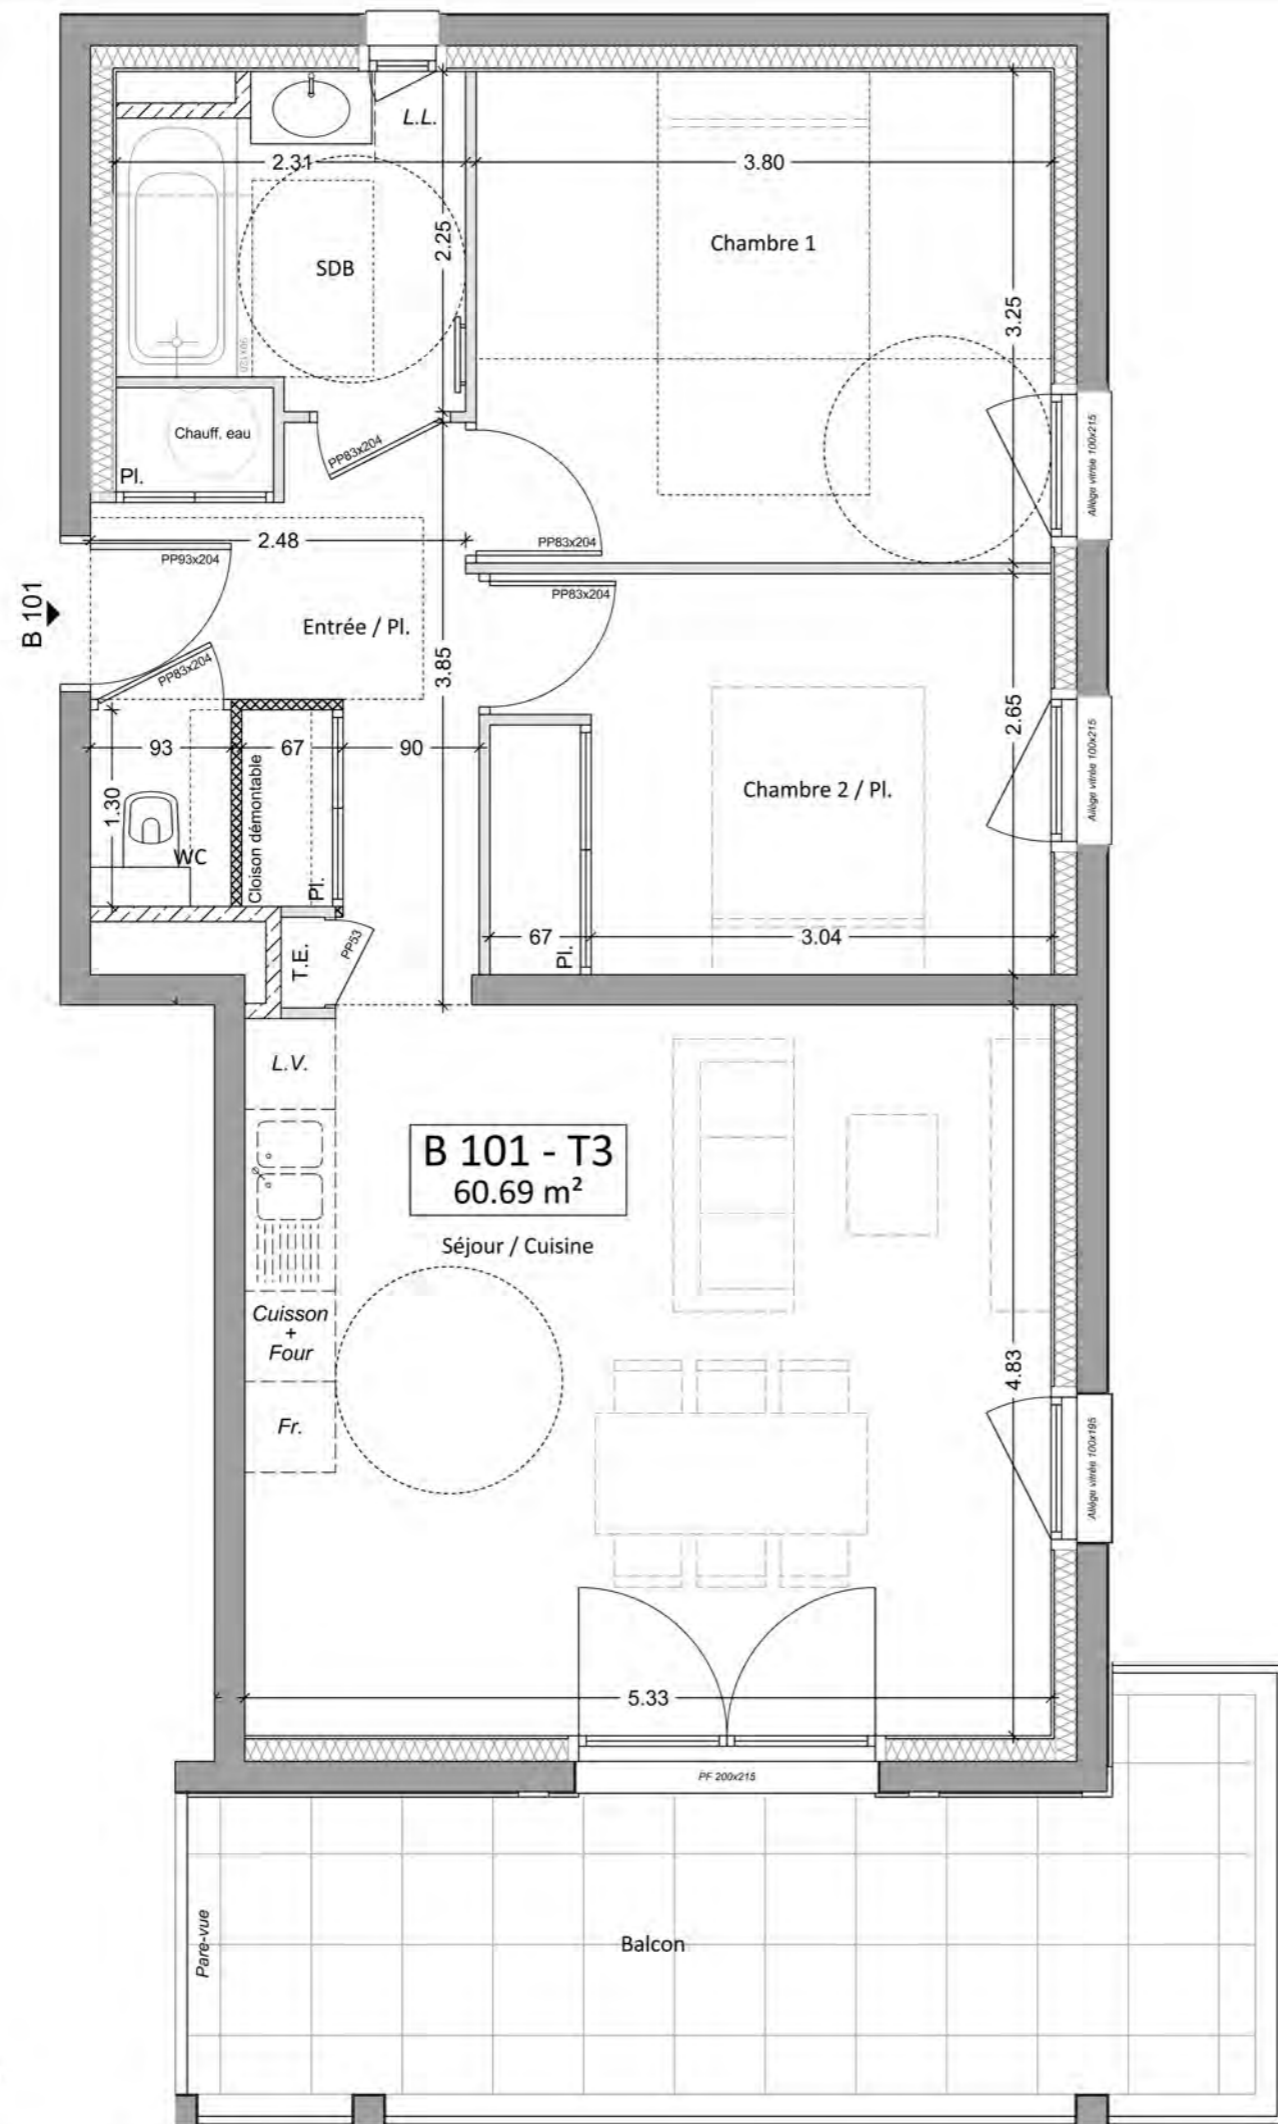 L.L.
2.31
3.80
2.25
Chambre 1
SDB
3.25
90x120
Chauff. eau
Pl.
PP83x204
Allège vitrée 100x215
2.48
PP93x204
PP83x204
PP83x204
B 101
Entrée / Pl.
PP83x204
3.85
2.65
93
67
90
Allège vitrée 100x215
Chambre 2 / Pl.
1.30
WC
Cloison démontable
Pl.
67
Pl.
3.04
T.E.
PP53
L.V.
B 101 - T3
60.69 m²
Séjour / Cuisine
Cuisson
+
Four
4.83
Fr.
Allège vitrée 100x195
5.33
PF 200x215
Pare-vue
Balcon